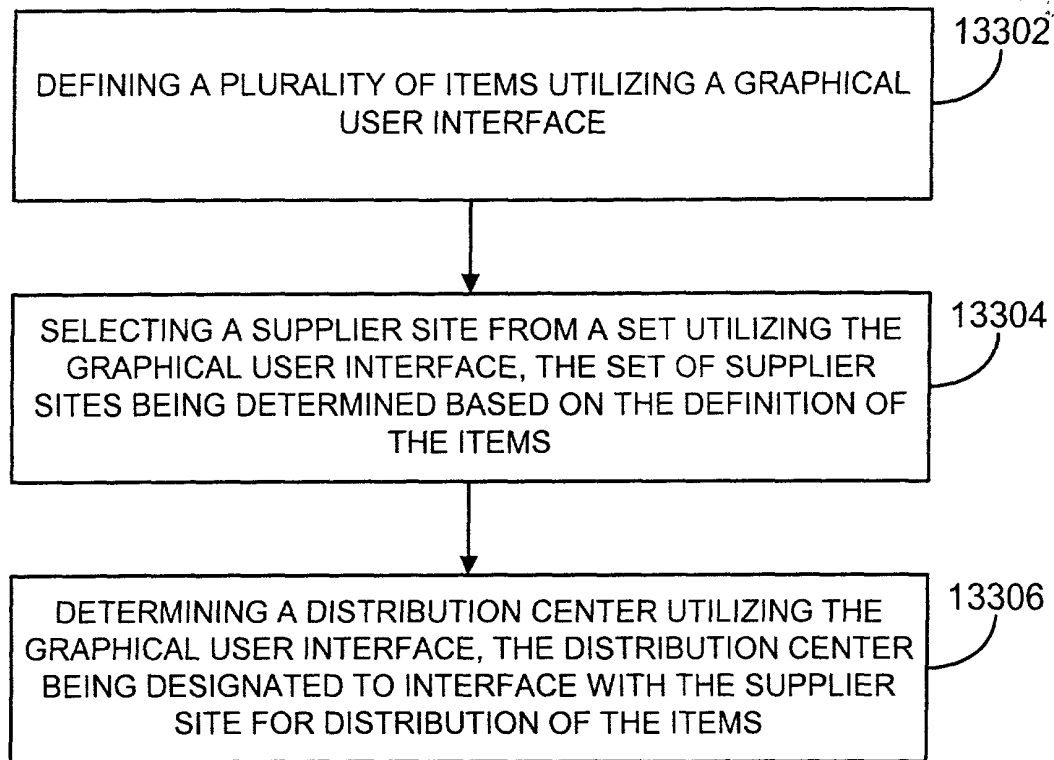 13302
DEFINING A PLURALITY OF ITEMS UTILIZING A GRAPHICAL
USER INTERFACE
13304
SELECTING A SUPPLIER SITE FROM A SET UTILIZING THE
GRAPHICAL USER INTERFACE, THE SET OF SUPPLIER
SITES BEING DETERMINED BASED ON THE DEFINITION OF
THE ITEMS
13306
DETERMINING A DISTRIBUTION CENTER UTILIZING THE
GRAPHICAL USER INTERFACE, THE DISTRIBUTION CENTER
BEING DESIGNATED TO INTERFACE WITH THE SUPPLIER
SITE FOR DISTRIBUTION OF THE ITEMS